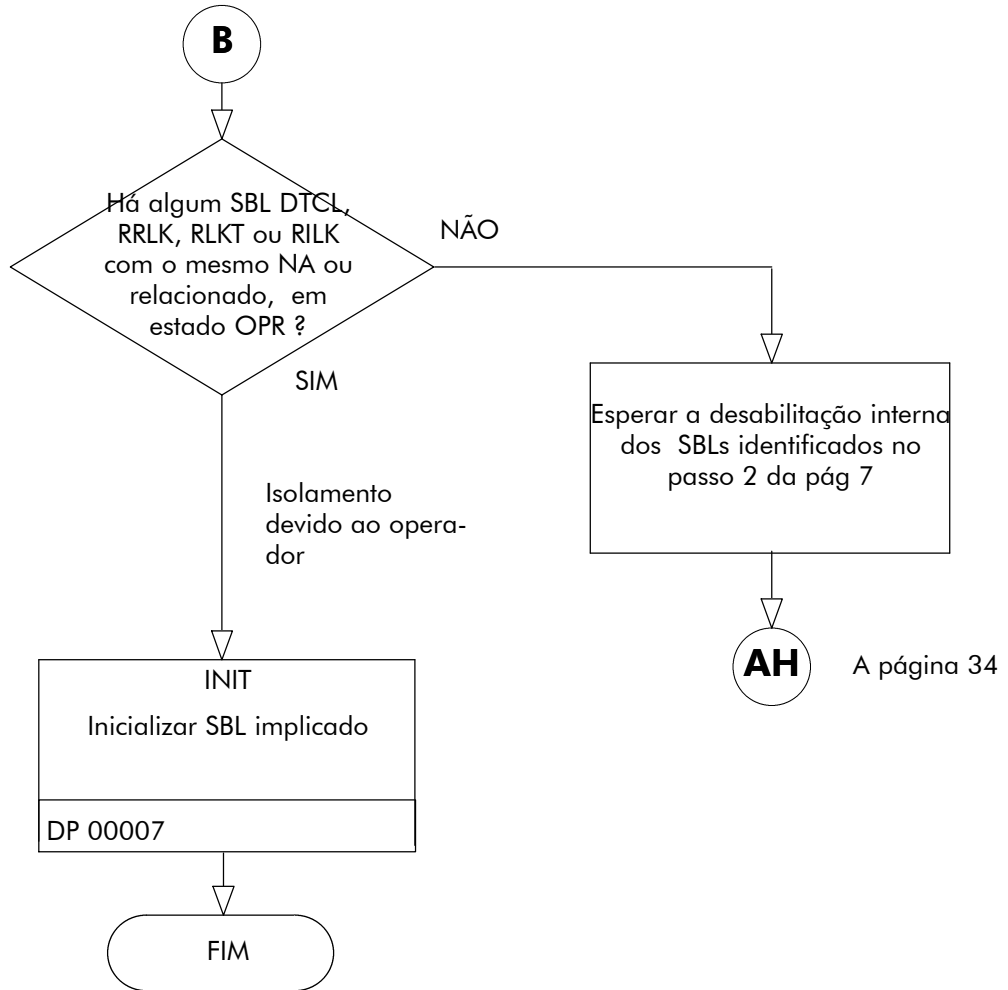 B
Há algum SBL DTCL,
RRLK, RLKT ou RILK
com o mesmo NA ou
relacionado, em
estado OPR ?
NÃO
SIM
Esperar a desabilitação interna
dos SBLs identificados no
passo 2 da pág 7
Isolamento
devido ao opera-
dor
AH
A página 34
INIT
Inicializar SBL implicado
DP 00007
FIM